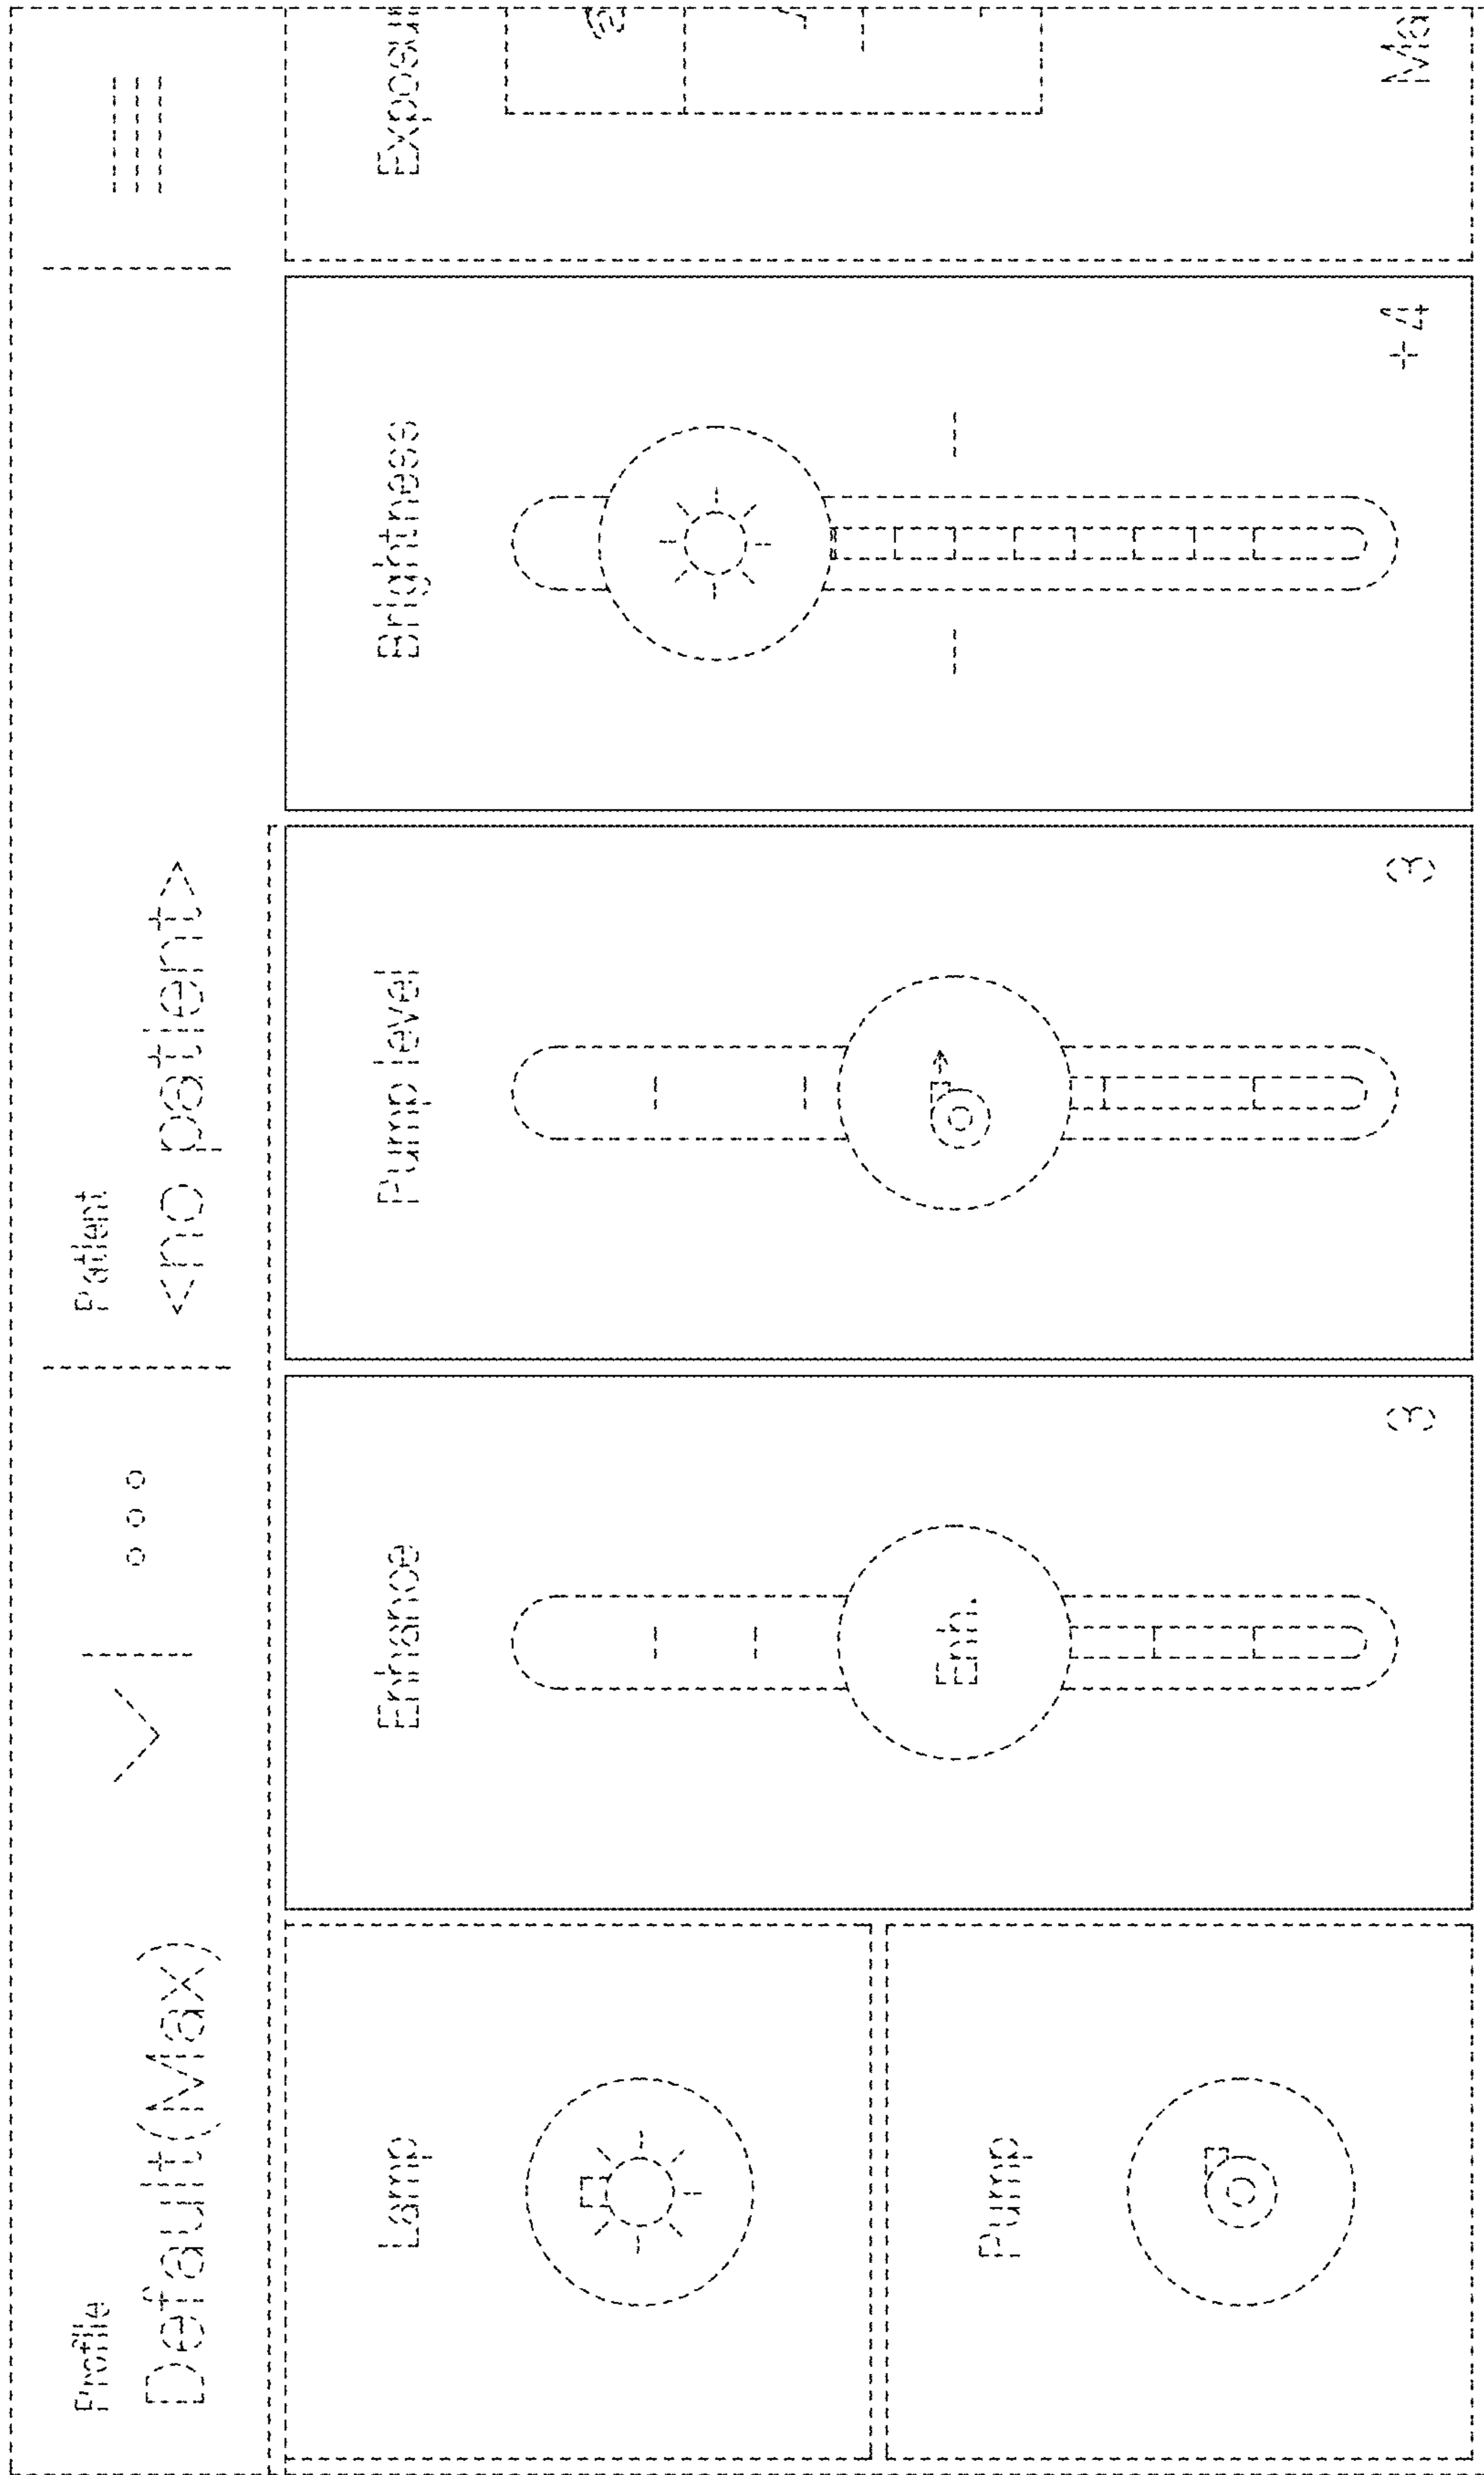 Profile
Default(Max)
Patient
<no patient>
Lamp
Pump
Enhance
Enh.
3
Pump level
3
Brightness
+4
Exposu
a
Ma